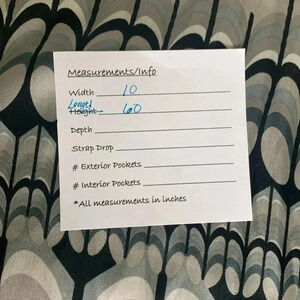 Measurements/Info
Width 10
Length
Height 60
Depth
Strap Drop
# Exterior Pockets
# Interior Pockets
*All measurements in inches